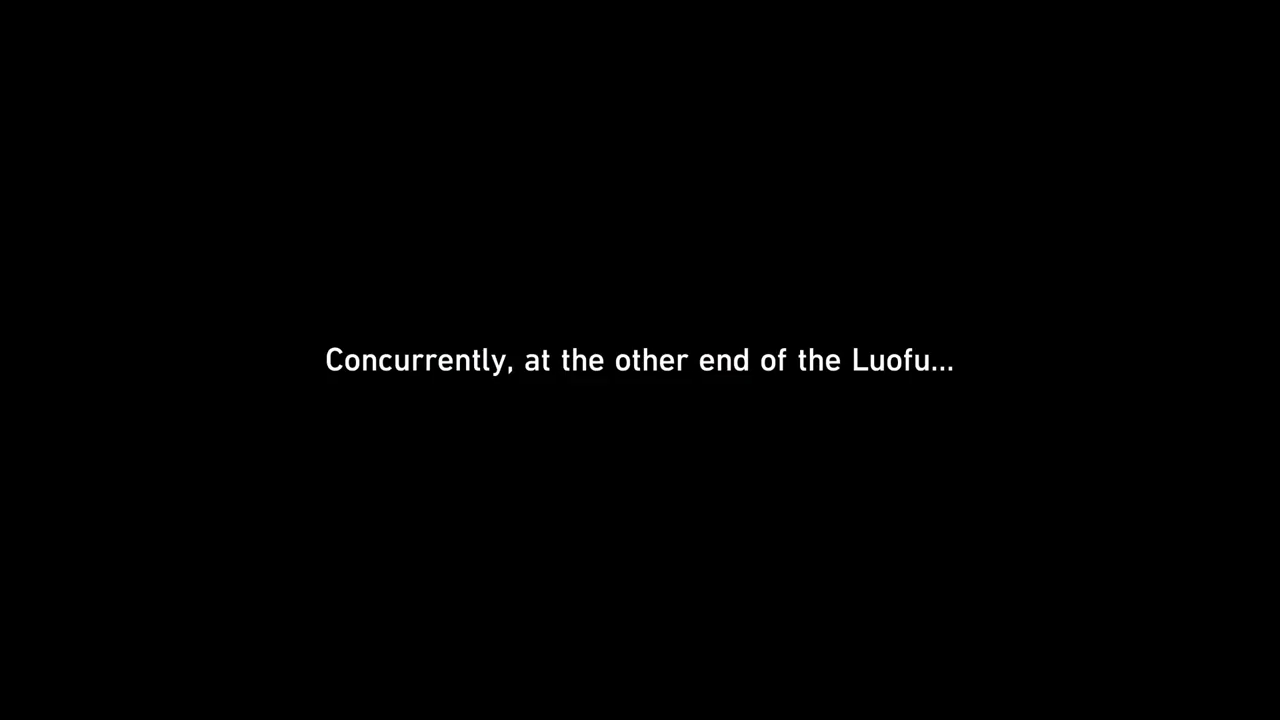 Concurrently, at the other end of the Luofu...